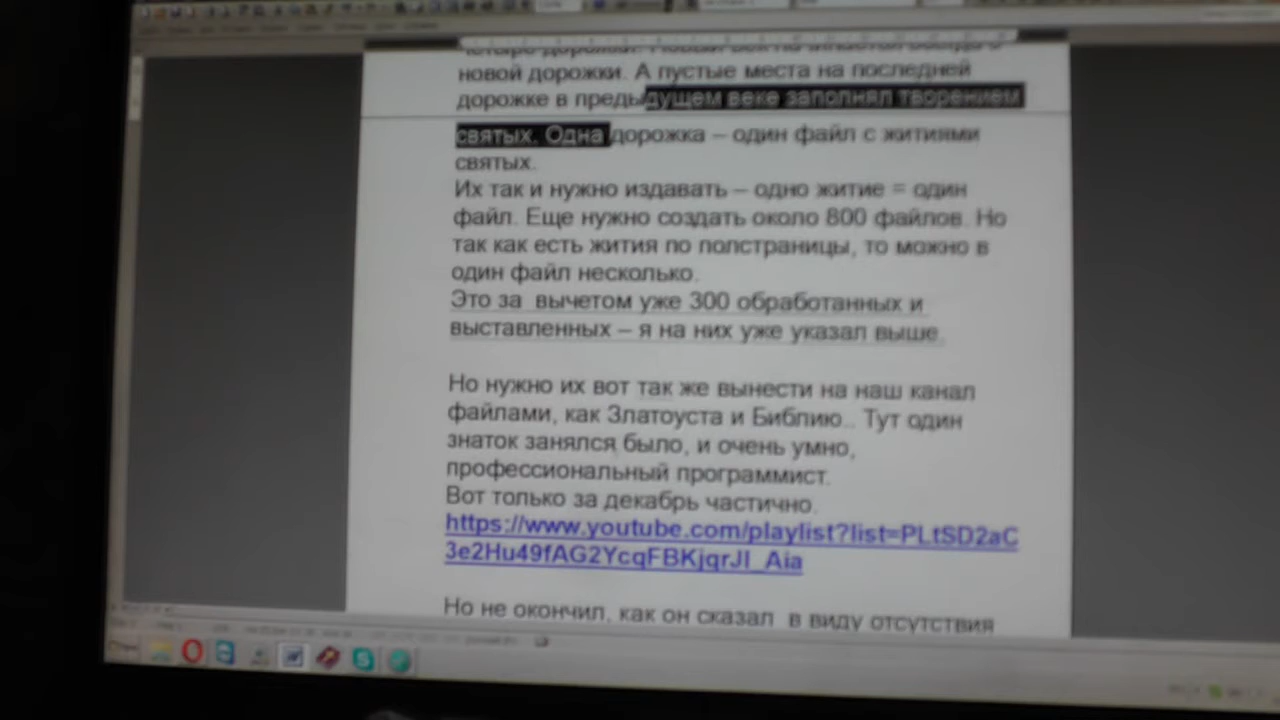 новой дорожки. А пустые места на последней
дорожке в предыдущем веке заполнял творением
святых. Одна дорожка – один файл с житиями
святых.
Их так и нужно издавать – одно житие = один
файл. Еще нужно создать около 800 файлов. Но
так как есть жития по полстраницы, то можно в
один файл несколько.
Это за вычетом уже 300 обработанных и
выставленных – я на них уже указал выше.
Но нужно их вот так же вынести на наш канал
файлами, как Златоуста и Библию.. Тут один
знаток занялся было, и очень умно,
профессиональный программист.
Вот только за декабрь частично.
https://www.youtube.com/playlist?list=PLtSD2aC
3e2Hu49fAG2YcqFBKjqrJI_Aia
Но не окончил, как он сказал в виду отсутствия